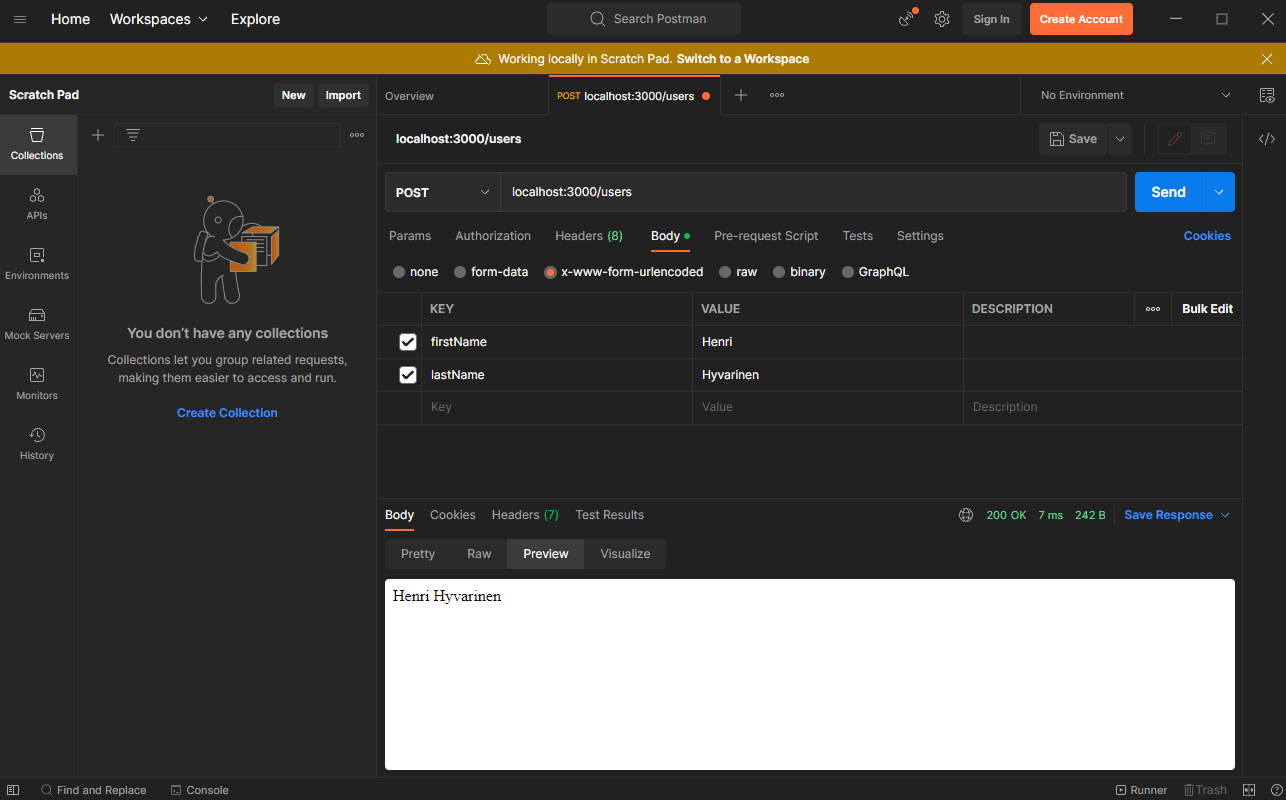 Home Workspaces Explore Search Postman Sign In Create Account
Working locally in Scratch Pad. Switch to a Workspace
Scratch Pad New Import
Overview POST localhost:3000/users No Environment
Collections
APIs
Environments
Mock Servers
Monitors
History
You don’t have any collections
Collections let you group related requests,
making them easier to access and run.
Create Collection
localhost:3000/users Save
POST localhost:3000/users Send
Params Authorization Headers (8) Body Pre-request Script Tests Settings Cookies
none form-data x-www-form-urlencoded raw binary GraphQL
KEY VALUE DESCRIPTION Bulk Edit
firstName Henri
lastName Hyvarinen
Key Value Description
Body Cookies Headers (7) Test Results 200 OK 7 ms 242 B Save Response
Pretty Raw Preview Visualize
Henri Hyvarinen
Find and Replace Console Runner Trash